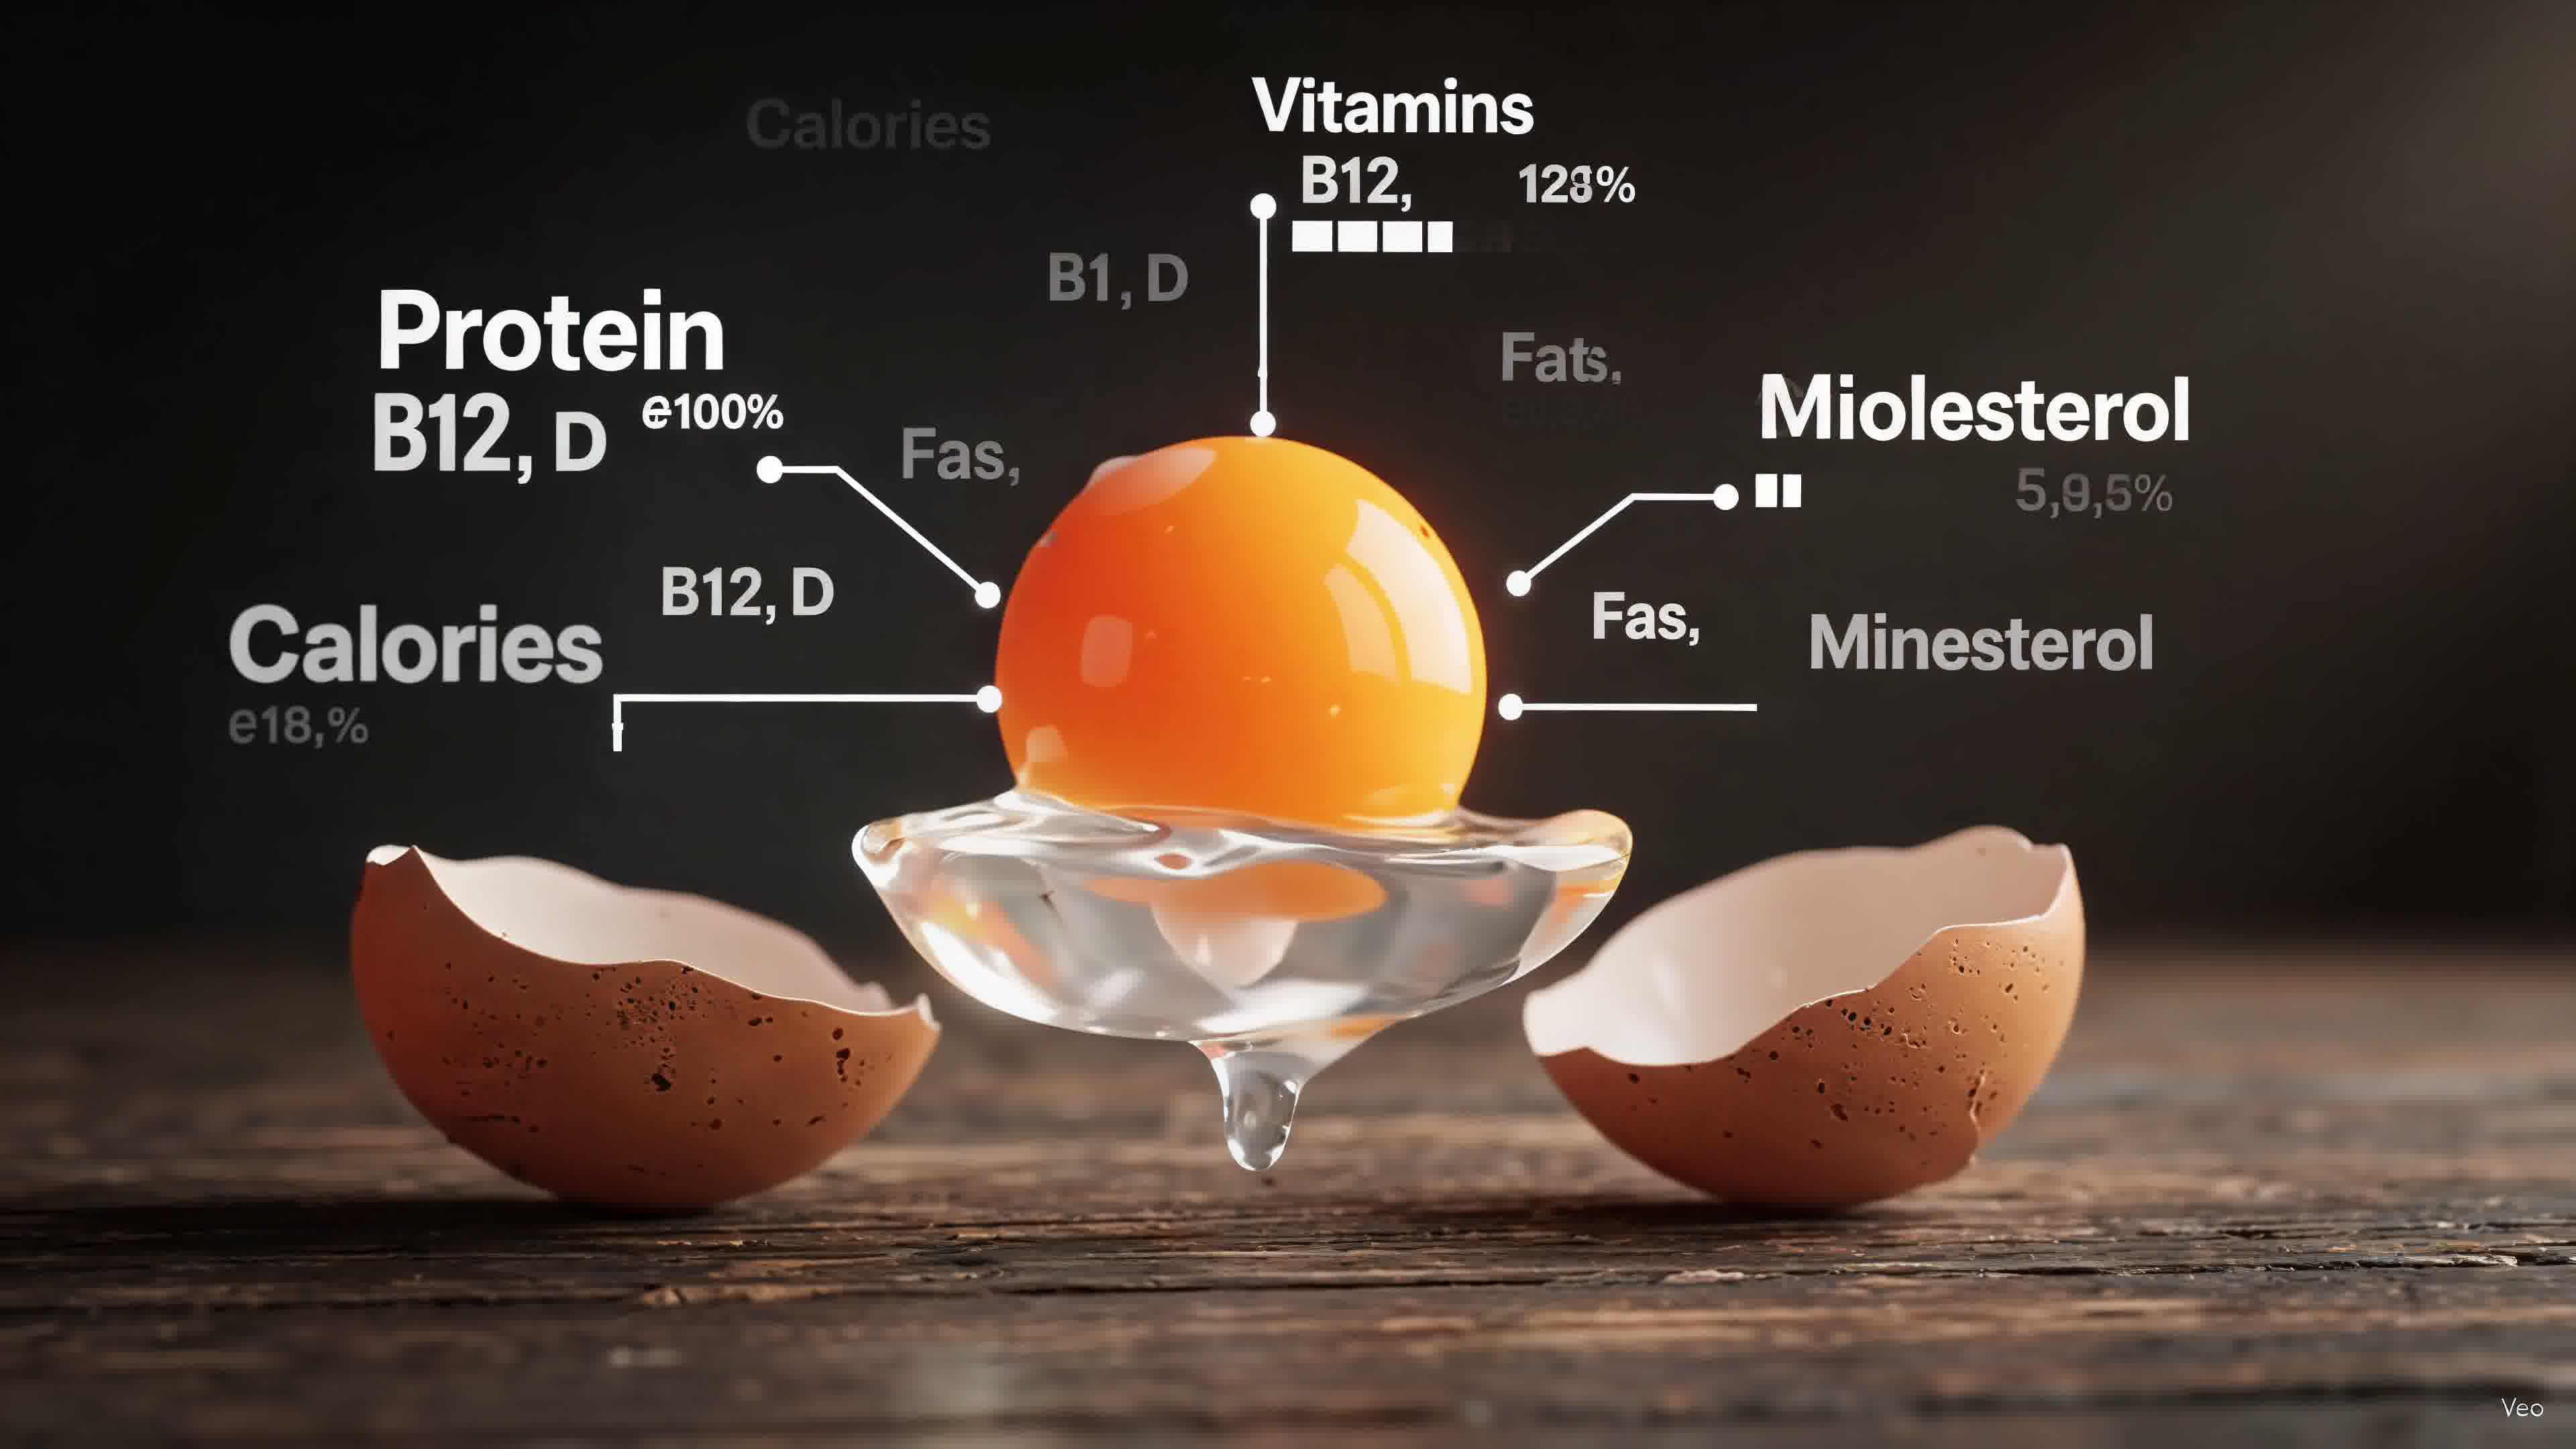 Calories
Vitamins
B12, 128%
B1, D
Protein
B12, D e100%
Fats,
Miolesterol
5,9,5%
Fas,
B12, D
Calories
e18,%
Fas,
Minesterol
Veo